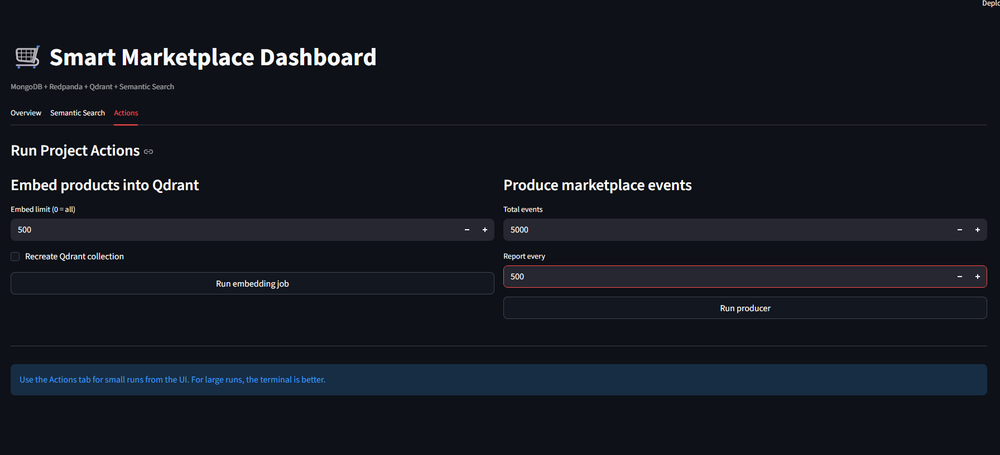 Deplo
Smart Marketplace Dashboard
MongoDB + Redpanda + Qdrant + Semantic Search
Overview Semantic Search Actions
Run Project Actions
Embed products into Qdrant
Embed limit (0 = all)
500
Recreate Qdrant collection
Run embedding job
Produce marketplace events
Total events
5000
Report every
500
Run producer
Use the Actions tab for small runs from the UI. For large runs, the terminal is better.